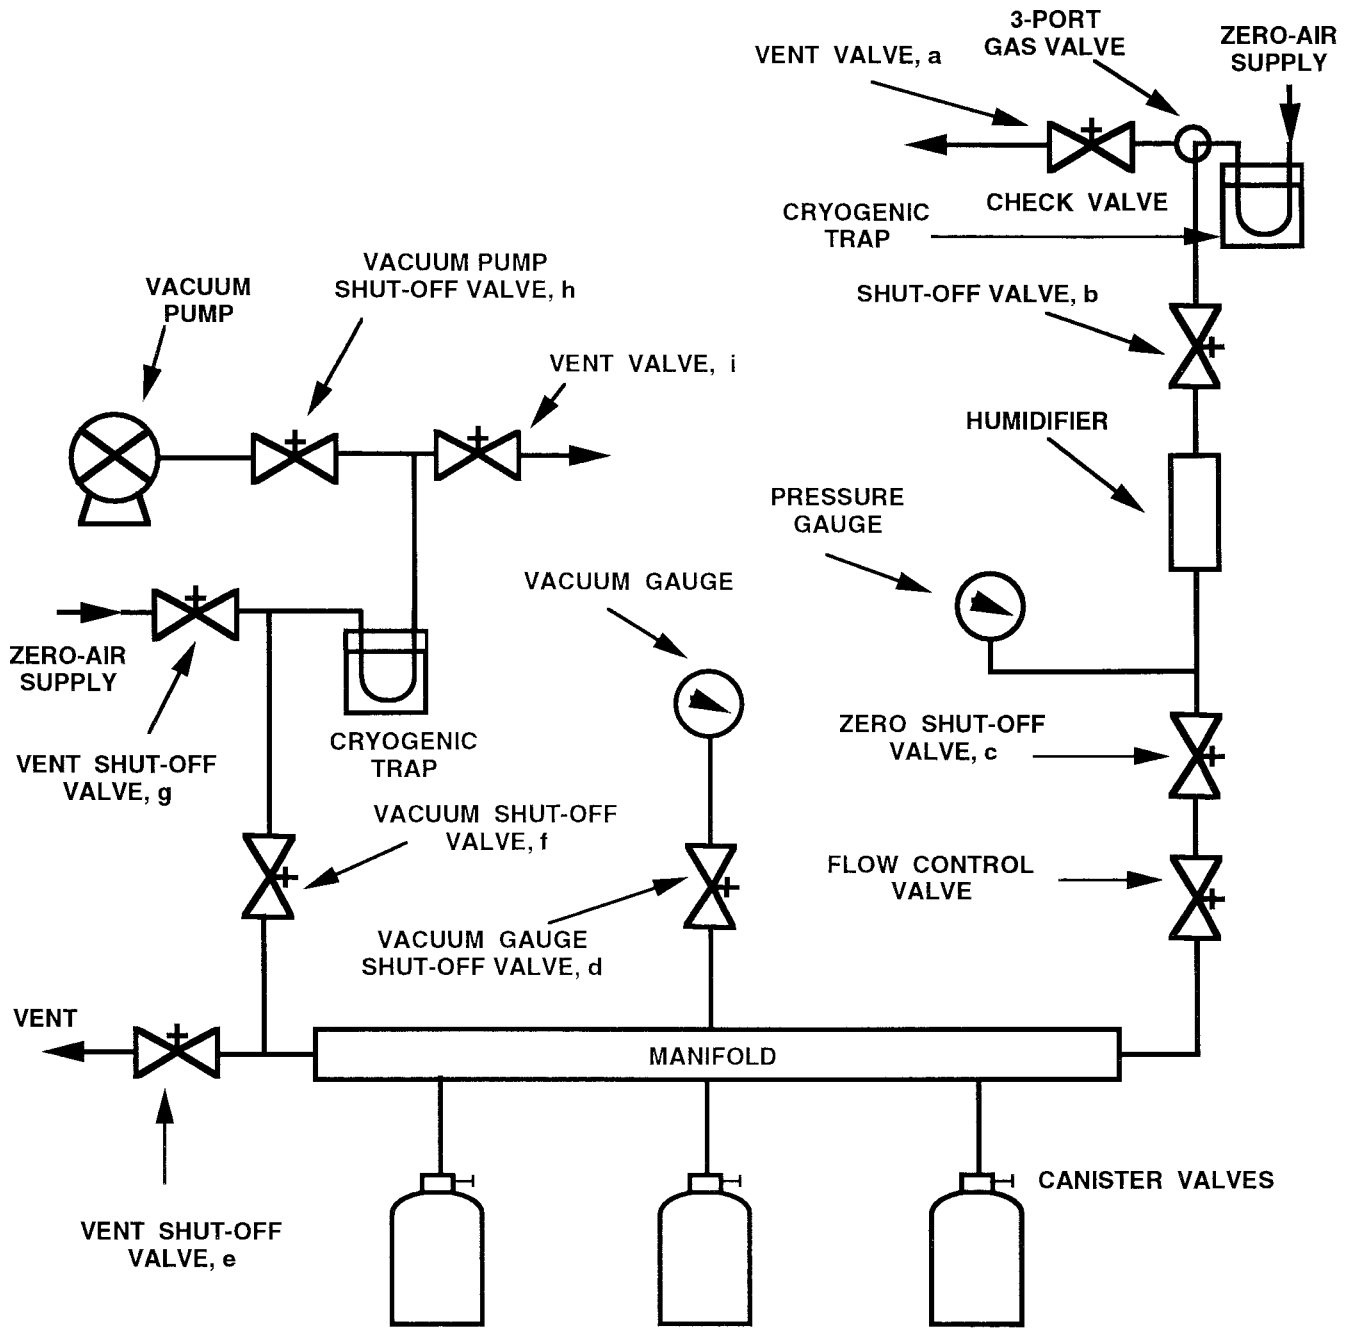 3-PORT
GAS VALVE
ZERO-AIR
SUPPLY
VENT VALVE, a
CHECK VALVE
CRYOGENIC
TRAP
VACUUM PUMP
SHUT-OFF VALVE, h
VACUUM
PUMP
SHUT-OFF VALVE, b
VENT VALVE, i
HUMIDIFIER
PRESSURE
GAUGE
VACUUM GAUGE
ZERO-AIR
SUPPLY
CRYOGENIC
TRAP
ZERO SHUT-OFF
VALVE, c
VENT SHUT-OFF
VALVE, g
VACUUM SHUT-OFF
VALVE, f
FLOW CONTROL
VALVE
VACUUM GAUGE
SHUT-OFF VALVE, d
VENT
MANIFOLD
CANISTER VALVES
VENT SHUT-OFF
VALVE, e